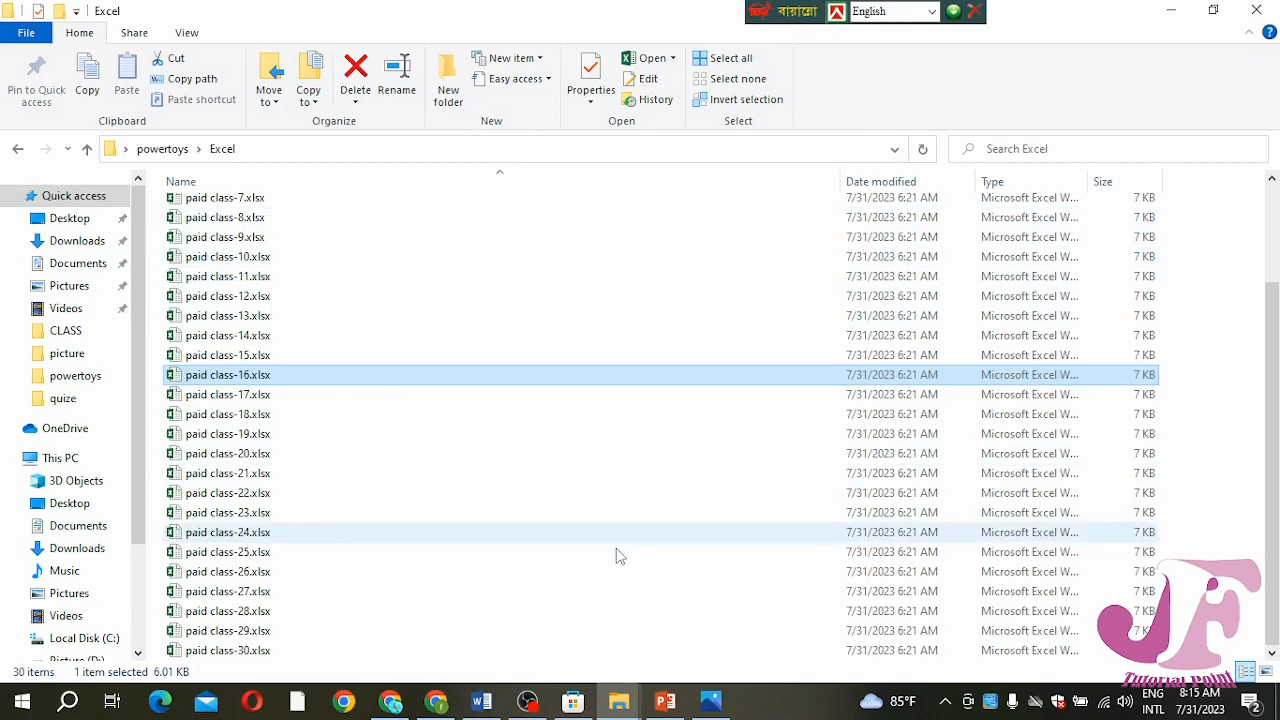 Excel
বায়ান্নো English
File Home Share View
Pin to Quick access
Copy
Paste
Cut
Copy path
Paste shortcut
Clipboard
Move to
Copy to
Delete
Rename
Organize
New folder
New item
Easy access
New
Properties
Open
Edit
History
Open
Select all
Select none
Invert selection
Select
powertoys > Excel
Search Excel
Name Date modified Type Size
Quick access
Desktop
Downloads
Documents
Pictures
Videos
CLASS
picture
powertoys
quize
OneDrive
This PC
3D Objects
Desktop
Documents
Downloads
Music
Pictures
Videos
Local Disk (C:)
paid class-7.xlsx 7/31/2023 6:21 AM Microsoft Excel W... 7 KB
paid class-8.xlsx 7/31/2023 6:21 AM Microsoft Excel W... 7 KB
paid class-9.xlsx 7/31/2023 6:21 AM Microsoft Excel W... 7 KB
paid class-10.xlsx 7/31/2023 6:21 AM Microsoft Excel W... 7 KB
paid class-11.xlsx 7/31/2023 6:21 AM Microsoft Excel W... 7 KB
paid class-12.xlsx 7/31/2023 6:21 AM Microsoft Excel W... 7 KB
paid class-13.xlsx 7/31/2023 6:21 AM Microsoft Excel W... 7 KB
paid class-14.xlsx 7/31/2023 6:21 AM Microsoft Excel W... 7 KB
paid class-15.xlsx 7/31/2023 6:21 AM Microsoft Excel W... 7 KB
paid class-16.xlsx 7/31/2023 6:21 AM Microsoft Excel W... 7 KB
paid class-17.xlsx 7/31/2023 6:21 AM Microsoft Excel W... 7 KB
paid class-18.xlsx 7/31/2023 6:21 AM Microsoft Excel W... 7 KB
paid class-19.xlsx 7/31/2023 6:21 AM Microsoft Excel W... 7 KB
paid class-20.xlsx 7/31/2023 6:21 AM Microsoft Excel W... 7 KB
paid class-21.xlsx 7/31/2023 6:21 AM Microsoft Excel W... 7 KB
paid class-22.xlsx 7/31/2023 6:21 AM Microsoft Excel W... 7 KB
paid class-23.xlsx 7/31/2023 6:21 AM Microsoft Excel W... 7 KB
paid class-24.xlsx 7/31/2023 6:21 AM Microsoft Excel W... 7 KB
paid class-25.xlsx 7/31/2023 6:21 AM Microsoft Excel W... 7 KB
paid class-26.xlsx 7/31/2023 6:21 AM Microsoft Excel W...
paid class-27.xlsx 7/31/2023 6:21 AM Microsoft Excel W...
paid class-28.xlsx 7/31/2023 6:21 AM Microsoft Excel W...
paid class-29.xlsx 7/31/2023 6:21 AM Microsoft Excel W... 7 K
paid class-30.xlsx 7/31/2023 6:21 AM Microsoft Excel W... 7 KB
JF
Tutorial Point
30 items 1 item selected 6.01 KB
85°F
ENG
INTL
8:15 AM
7/31/2023
2